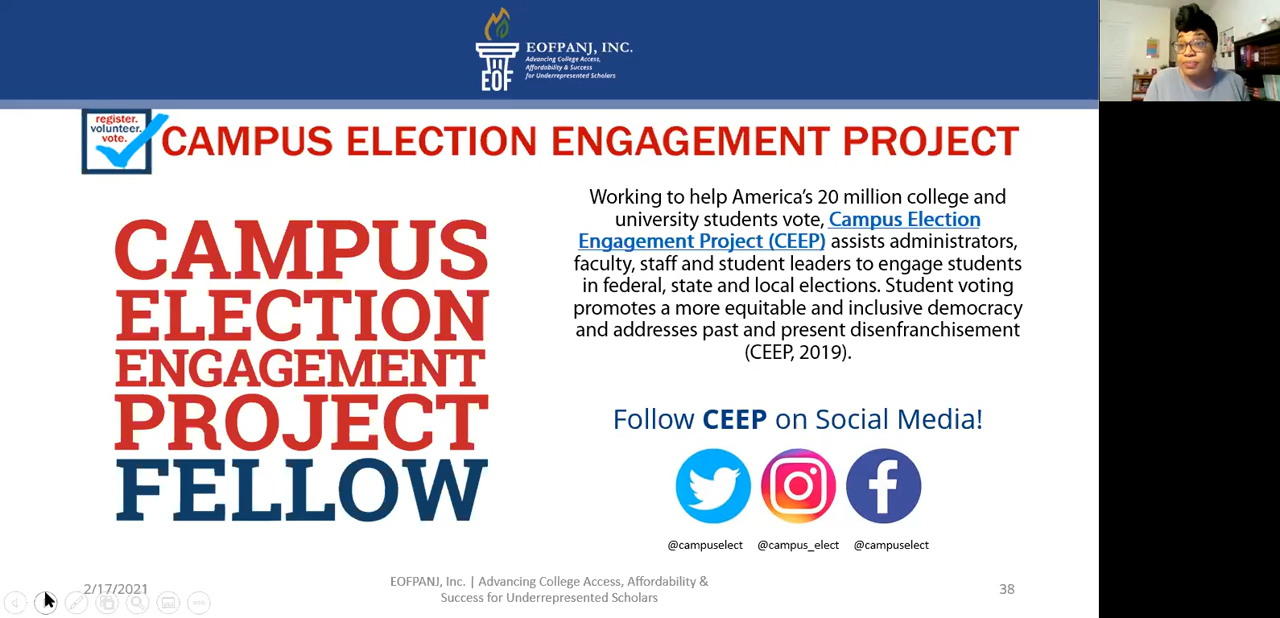 EOFPANJ, INC.
Advancing College Access,
Affordability & Success
for Underrepresented Scholars
EOF
register.
volunteer.
vote.
CAMPUS ELECTION ENGAGEMENT PROJECT
CAMPUS
ELECTION
ENGAGEMENT
PROJECT
FELLOW
Working to help America's 20 million college and
university students vote, Campus Election
Engagement Project (CEEP) assists administrators,
faculty, staff and student leaders to engage students
in federal, state and local elections. Student voting
promotes a more equitable and inclusive democracy
and addresses past and present disenfranchisement
(CEEP, 2019).
Follow CEEP on Social Media!
@campuselect @campus_elect @campuselect
2/17/2021
EOFPANJ, Inc. | Advancing College Access, Affordability &
Success for Underrepresented Scholars
38